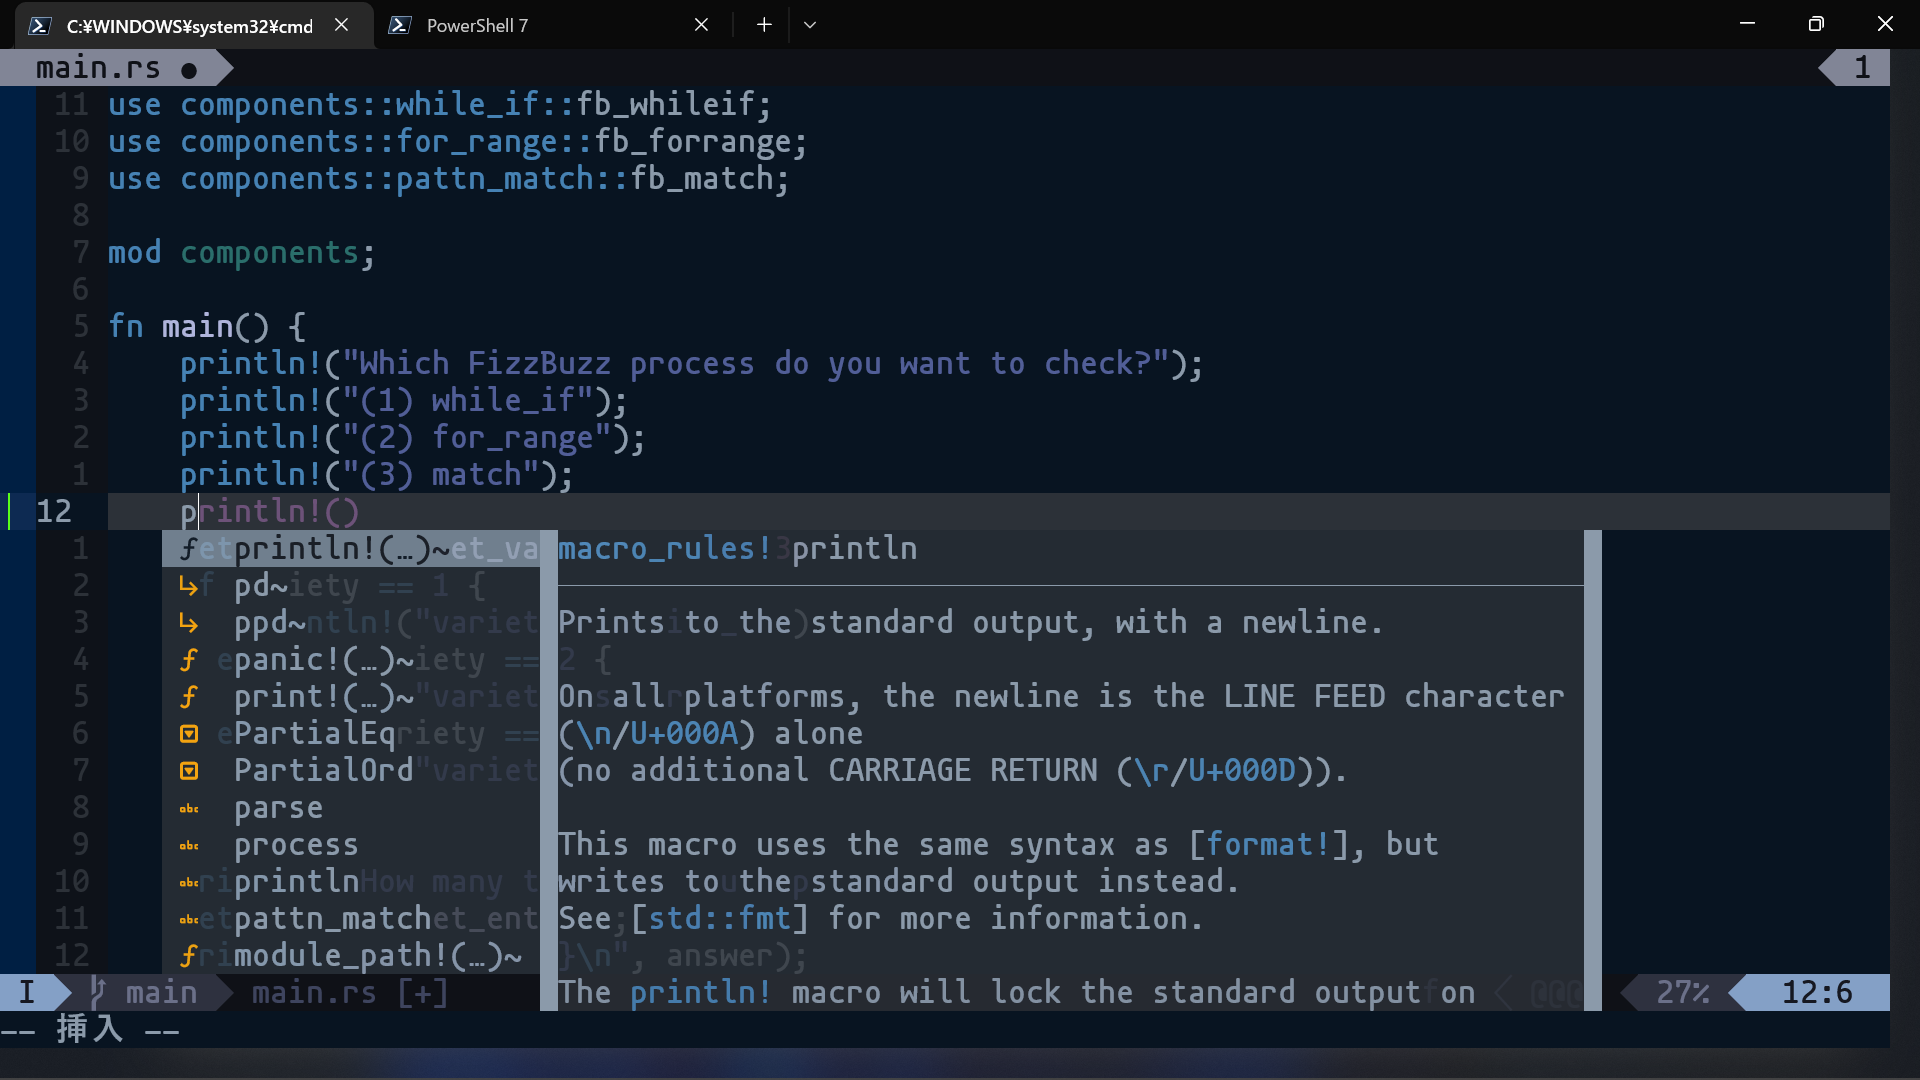 C:¥WINDOWS¥system32¥cmd
PowerShell 7
main.rs ●
1
11 use components::while_if::fb_whileif;
10 use components::for_range::fb_forrange;
9 use components::pattn_match::fb_match;
8
7 mod components;
6
5 fn main() {
4 println!("Which FizzBuzz process do you want to check?");
3 println!("(1) while_if");
2 println!("(2) for_range");
1 println!("(3) match");
12 println!()
1 println!(…)~ macro_rules! println
2 pd~
3 ppd~ Prints to the standard output, with a newline.
4 panic!(…)~
5 print!(…)~ On all platforms, the newline is the LINE FEED character
6 PartialEq (\n/U+000A) alone
7 PartialOrd (no additional CARRIAGE RETURN (\r/U+000D)).
8 abc parse
9 abc process This macro uses the same syntax as [format!], but
10 abc println writes to the standard output instead.
11 abc pattn_match See [std::fmt] for more information.
12 module_path!(…)~ }\n", answer);
I main main.rs [+] The println! macro will lock the standard output on 27% 12:6
-- 挿入 --